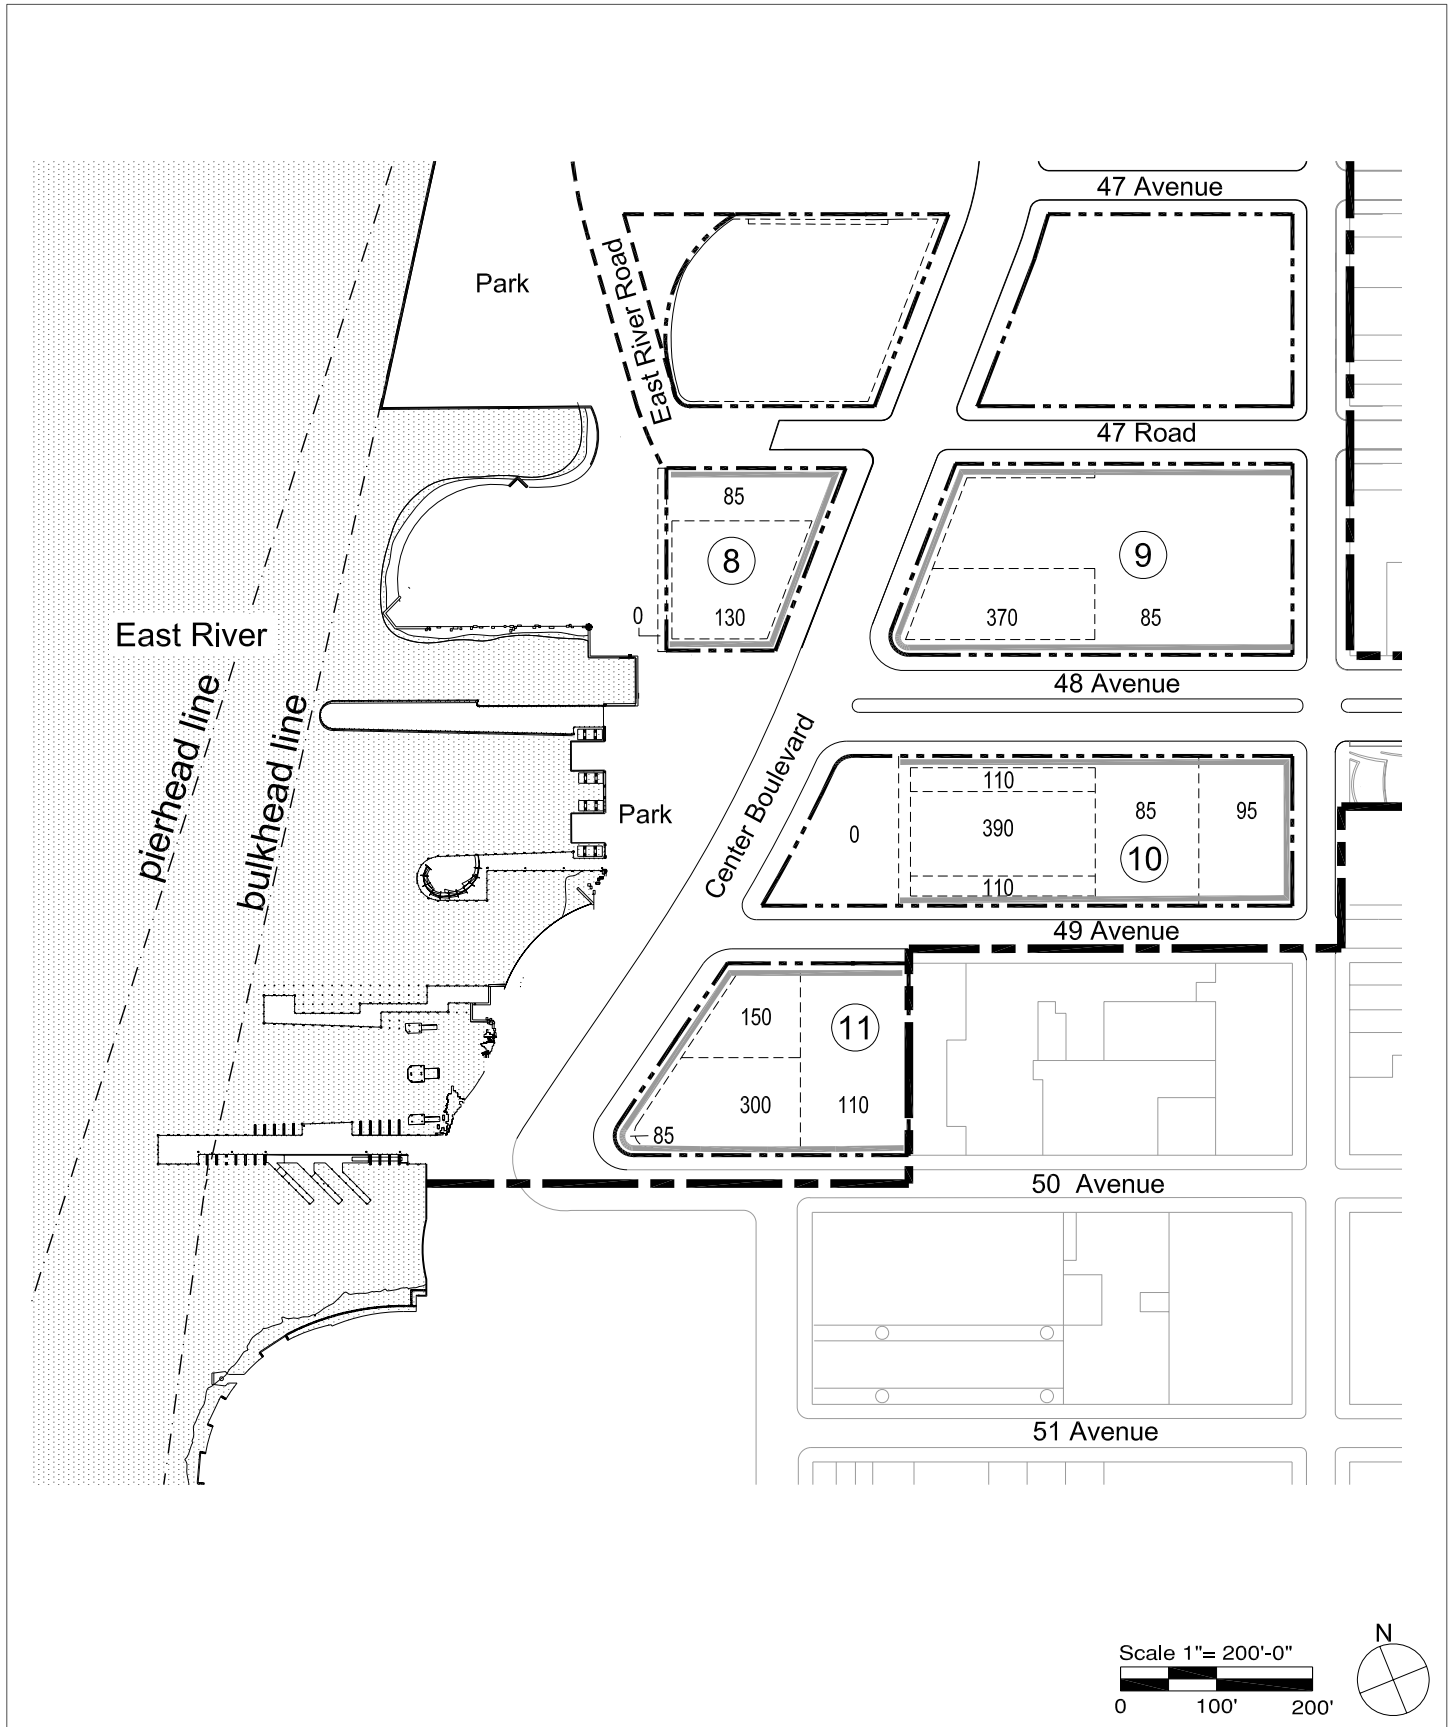 47 Avenue
Park
East River Road
47 Road
85
8
9
0
130
370
85
East River
48 Avenue
pierhead line
bulkhead line
Center Boulevard
110
Park
0
390
85
95
10
110
49 Avenue
150
11
300
110
85
50 Avenue
51 Avenue
N
Scale 1"= 200'-0"
0 100' 200'